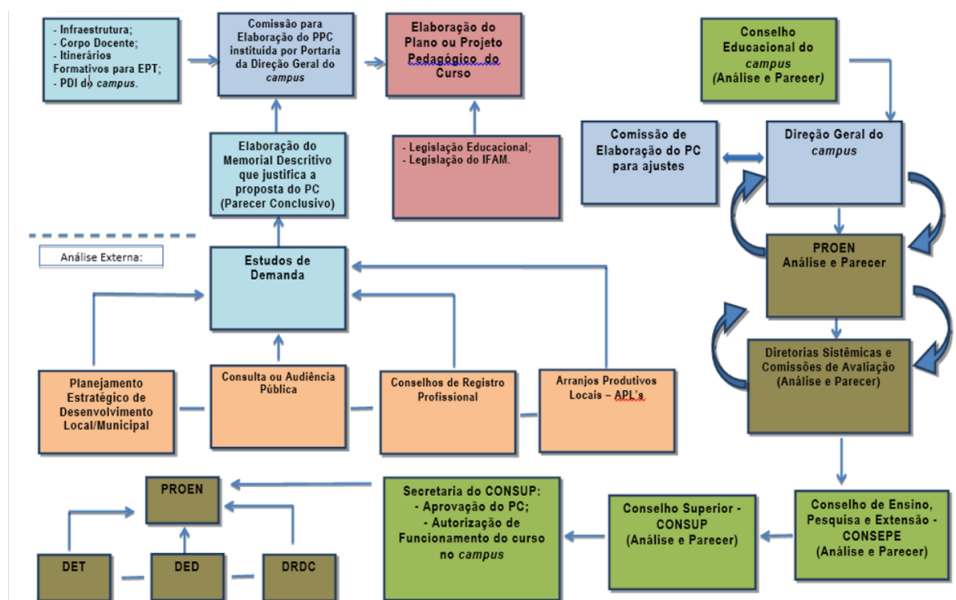 - Infraestrutura;
- Corpo Docente;
- Itinerários
Formativos para EPT;
- PDI do campus.
Comissão para
Elaboração do PPC
instituída por Portaria
da Direção Geral do
campus
Elaboração do
Plano ou Projeto
Pedagógico do
Curso
Conselho
Educacional do
campus
(Análise e Parecer)
Elaboração do
Memorial Descritivo
que justifica a
proposta do PC
(Parecer Conclusivo)
- Legislação Educacional;
- Legislação do IFAM.
Comissão de
Elaboração do PC
para ajustes
Direção Geral do
campus
Análise Externa:
Estudos de
Demanda
PROEN
Análise e Parecer
Diretorias Sistêmicas e
Comissões de Avaliação
(Análise e Parecer)
Planejamento
Estratégico de
Desenvolvimento
Local/Municipal
Consulta ou Audiência
Pública
Conselhos de Registro
Profissional
Arranjos Produtivos
Locais – APL's
PROEN
Secretaria do CONSUP:
- Aprovação do PC;
- Autorização de
Funcionamento do curso
no campus
Conselho Superior -
CONSUP
(Análise e Parecer)
Conselho de Ensino,
Pesquisa e Extensão -
CONSEPE
(Análise e Parecer)
DET
DED
DRDC